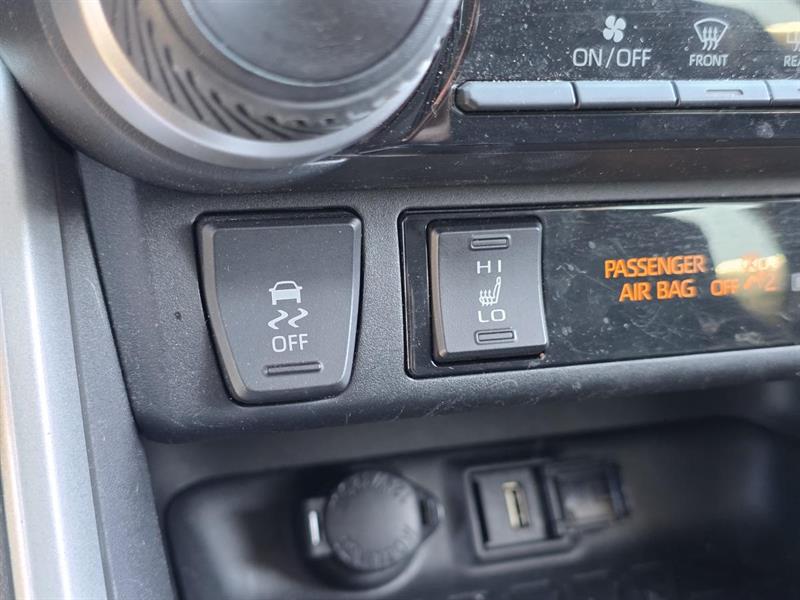 ON/OFF
FRONT
OFF
HI
LO
PASSENGER
AIR BAG OFF